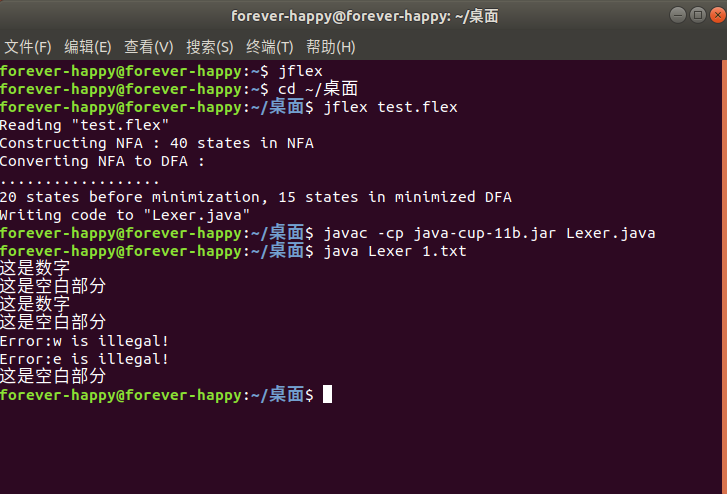 forever-happy@forever-happy: ~/桌面
文件(F) 编辑(E) 查看(V) 搜索(S) 终端(T) 帮助(H)
forever-happy@forever-happy:~$ jflex
forever-happy@forever-happy:~$ cd ~/桌面
forever-happy@forever-happy:~/桌面$ jflex test.flex
Reading "test.flex"
Constructing NFA : 40 states in NFA
Converting NFA to DFA :
..................
20 states before minimization, 15 states in minimized DFA
Writing code to "Lexer.java"
forever-happy@forever-happy:~/桌面$ javac -cp java-cup-11b.jar Lexer.java
forever-happy@forever-happy:~/桌面$ java Lexer 1.txt
这是数字
这是空白部分
这是数字
这是空白部分
Error:w is illegal!
Error:e is illegal!
这是空白部分
forever-happy@forever-happy:~/桌面$